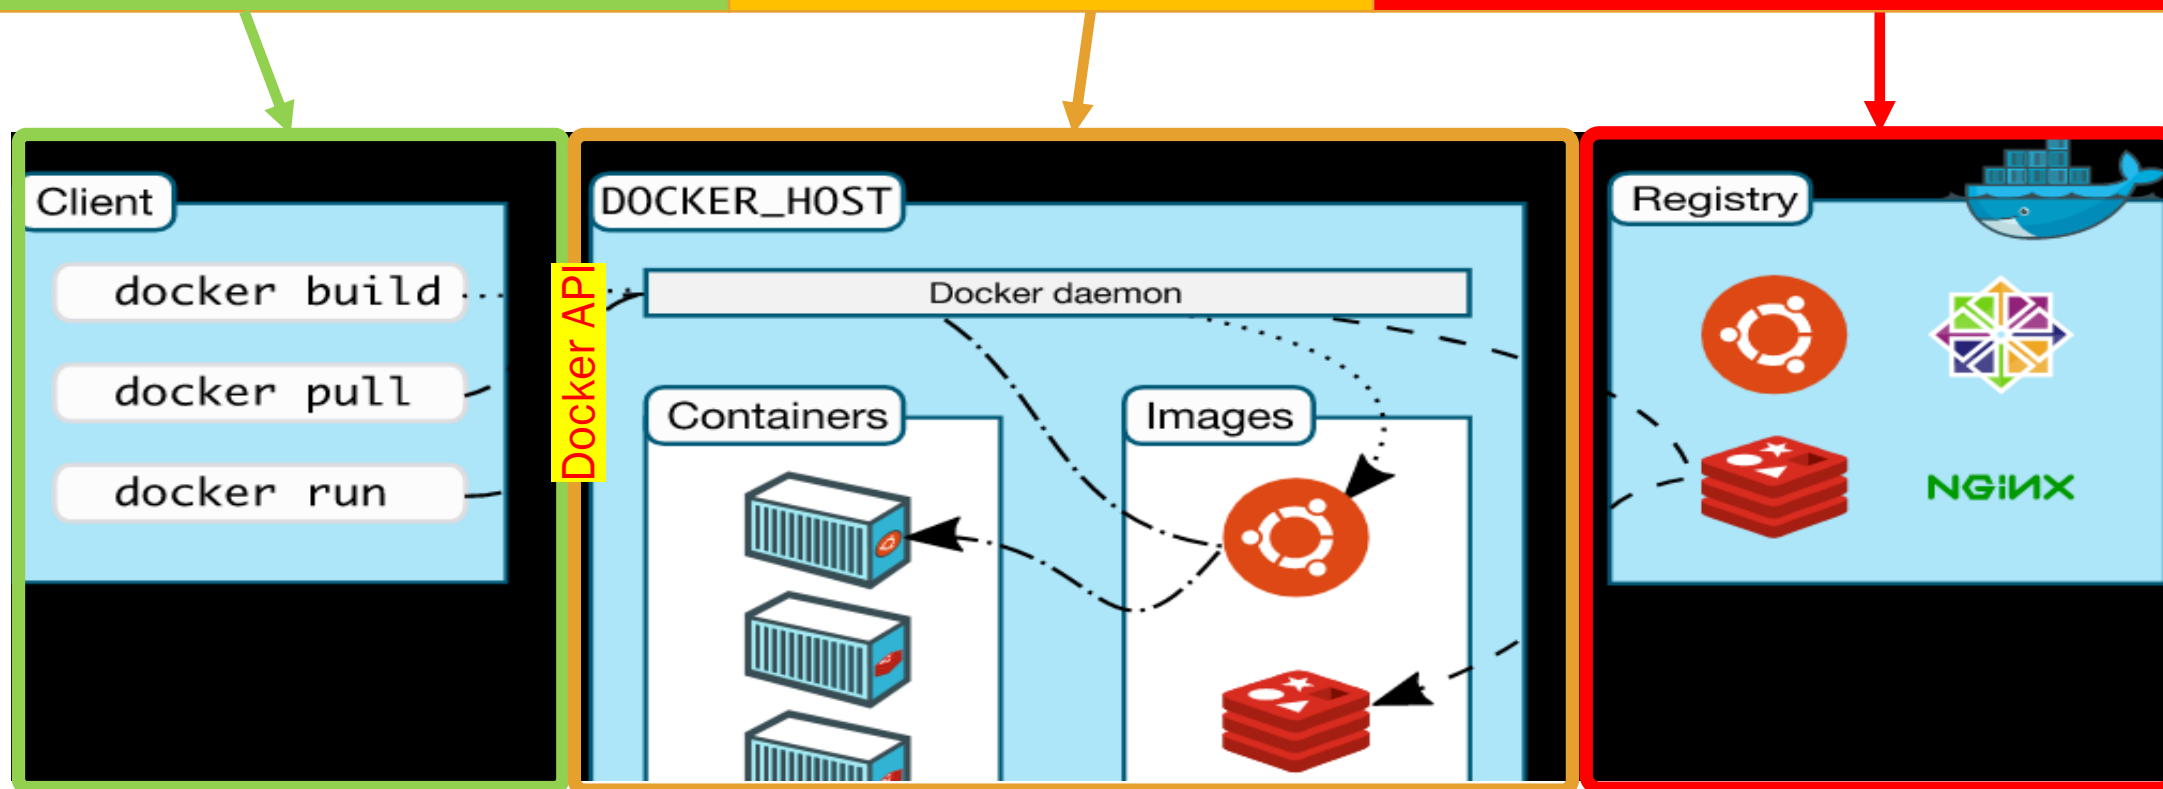 Client
docker build
docker pull
docker run
Docker API
DOCKER_HOST
Docker daemon
Containers
Images
Registry
NGiNX